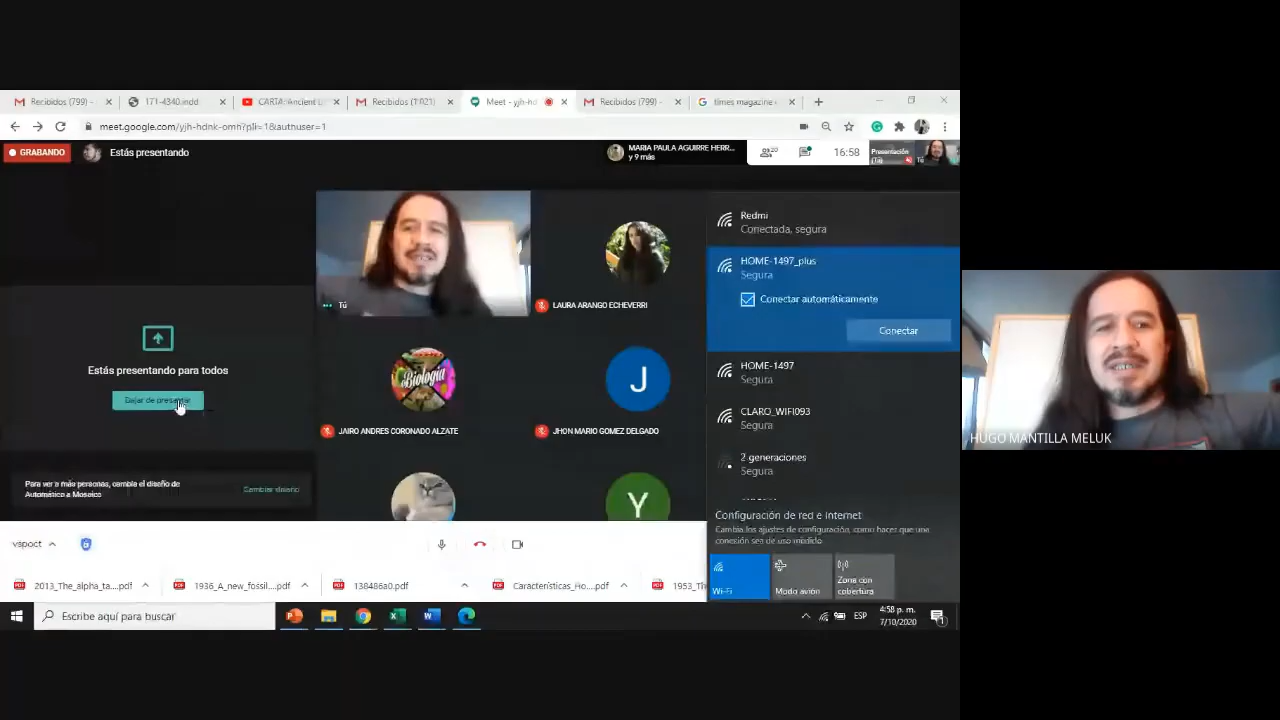 Recibidos (799) -
171-4340.indd
CARTA: Ancient
Recibidos (1.021)
Meet - yjh-hd
Recibidos (799) -
times magazine
meet.google.com/yjh-hdnk-omh?pli=1&authuser=1
GRABANDO
Estás presentando
MARIA PAULA AGUIRRE HERR...
y 9 más
20
16:58
Presentación
(Tú)
Tú
Redmi
Conectada, segura
HOME-1497_plus
Segura
Conectar automáticamente
Conectar
Tú
LAURA ARANGO ECHEVERRI
Estás presentando para todos
Dejar de presentar
Biología
J
JAIRO ANDRES CORONADO ALZATE
JHON MARIO GOMEZ DELGADO
HOME-1497
Segura
CLARO_WIFI093
Segura
2 generaciones
Segura
Para ver a más personas, cambia el diseño de
Automático a Mosaico
Cambiar diseño
Y
Configuración de red e Internet
Cambia los ajustes de configuración, como hacer que una
conexión sea de uso medido
vspoct
Wi-Fi
Modo avión
Zona con
cobertura
2013_The_alpha_ta....pdf
1936_A_new_fossil....pdf
138486a0.pdf
Características_Ho....pdf
1953_Th
Escribe aquí para buscar
ESP
4:58 p. m.
7/10/2020
1
HUGO MANTILLA MELUK